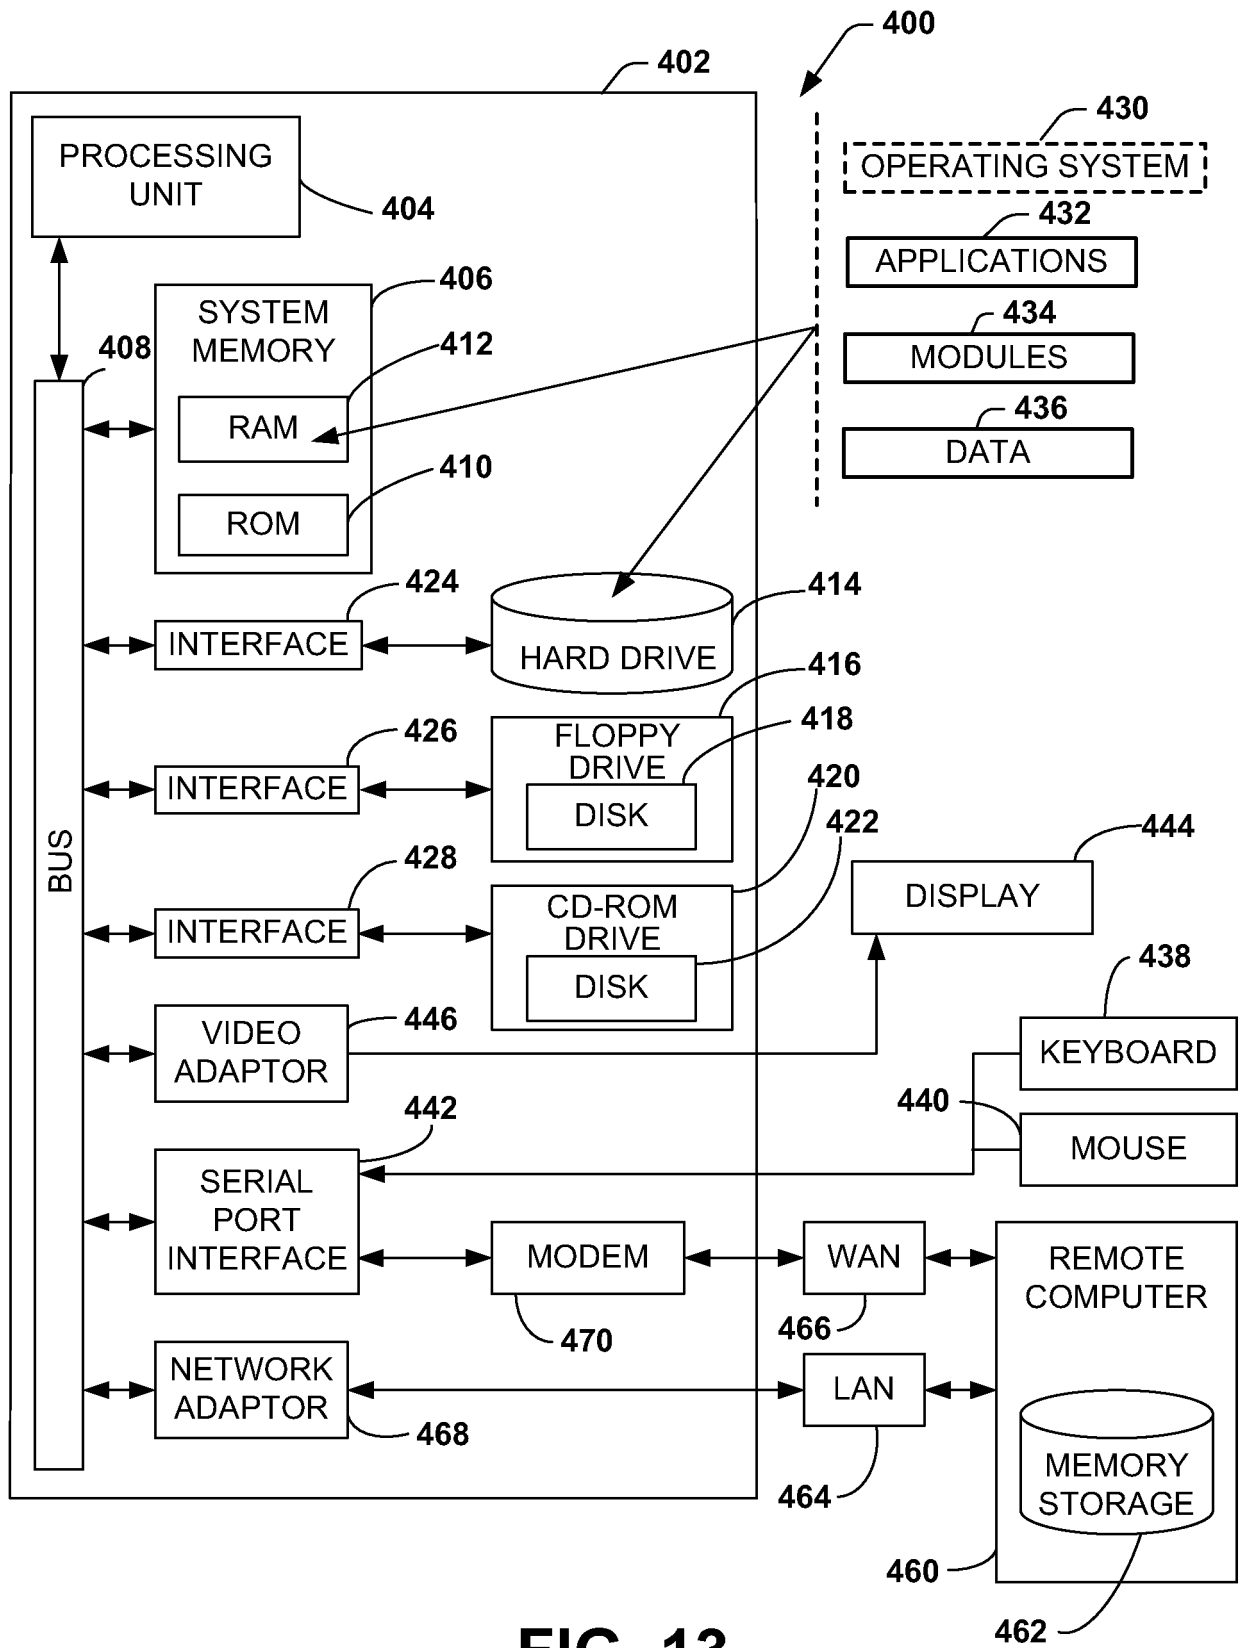 400
402
430
PROCESSING
UNIT
404
OPERATING SYSTEM
432
APPLICATIONS
406
SYSTEM
MEMORY
434
MODULES
408
412
RAM
436
DATA
410
ROM
424
INTERFACE
414
HARD DRIVE
416
426
INTERFACE
418
FLOPPY
DRIVE
DISK
420
422
444
DISPLAY
BUS
428
INTERFACE
CD-ROM
DRIVE
DISK
438
KEYBOARD
446
VIDEO
ADAPTOR
440
MOUSE
442
SERIAL
PORT
INTERFACE
MODEM
470
WAN
466
REMOTE
COMPUTER
NETWORK
ADAPTOR
468
LAN
464
MEMORY
STORAGE
460
462
FIG. 13